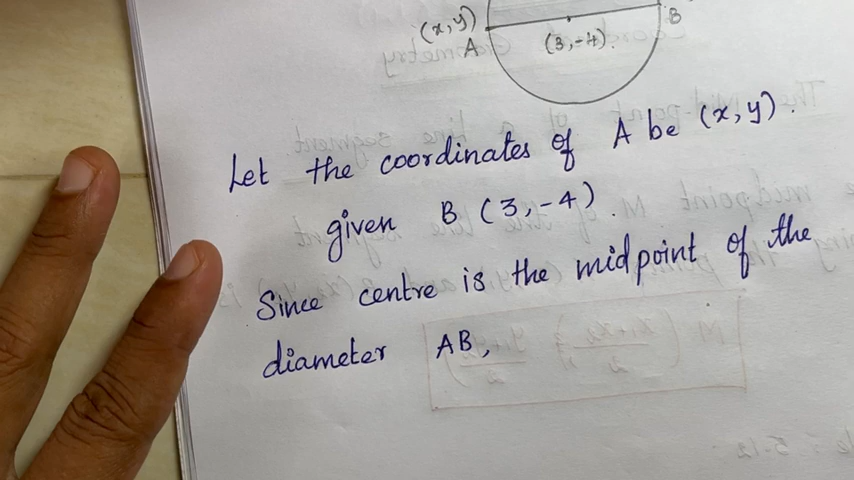 (x,y)
A
B
(3,-4).
Let the coordinates of A be (x,y).
given B (3,-4).
Since centre is the midpoint of the
diameter AB,